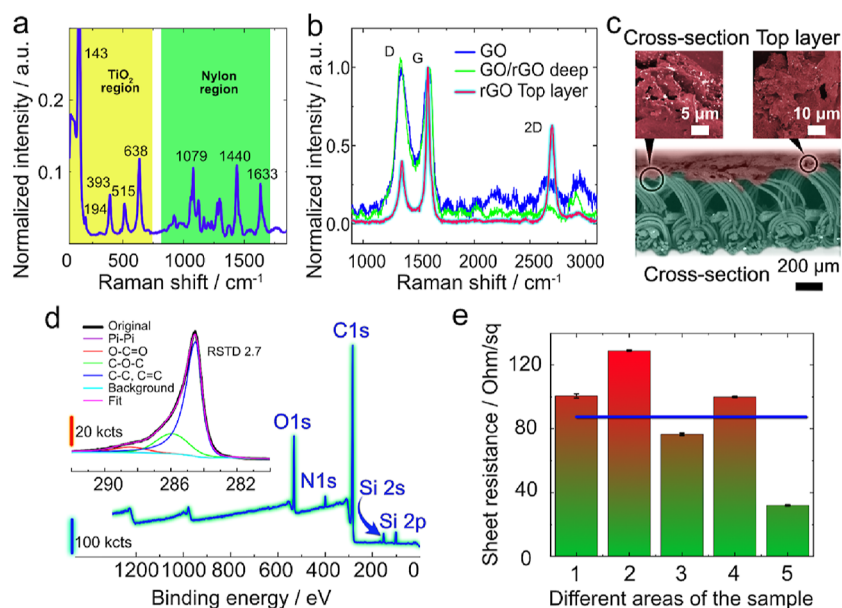 a
Normalized intensity / a.u.
0.2
0.1
143
TiO2
region
Nylon
region
194
393
515
638
1079
1440
1633
0
500
1000
1500
Raman shift / cm-1
b
Normalized intensity / a.u.
1.0
0.5
0.0
D
G
2D
GO
GO/rGO deep
rGO Top layer
1000
1500
2000
2500
3000
Raman shift / cm-1
c
Cross-section Top layer
5 μm
10 μm
Cross-section
200 μm
d
Original
Pi-Pi
O-C=O
C-O-C
C-C, C=C
Background
Fit
RSTD 2.7
20 kcts
290
286
282
C1s
O1s
N1s
Si 2s
Si 2p
100 kcts
1200
1000
800
600
400
200
0
Binding energy / eV
e
Sheet resistance / Ohm/sq
120
80
40
0
1
2
3
4
5
Different areas of the sample